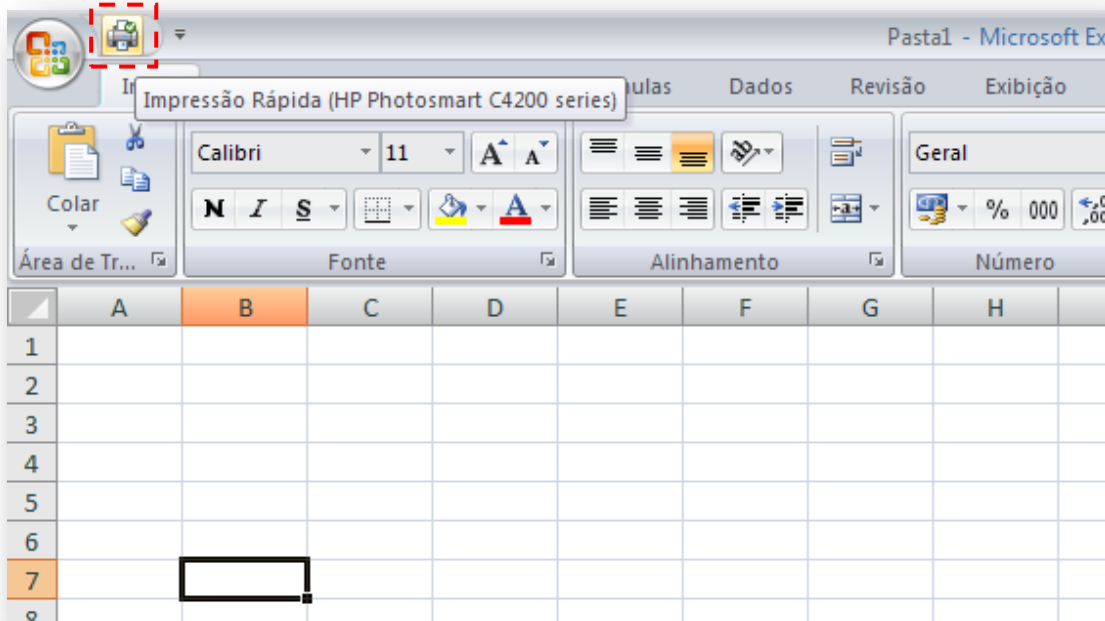 Pasta1 - Microsoft Ex
Impressão Rápida (HP Photosmart C4200 series)
Dados Revisão Exibição
Calibri 11 A A Geral
Colar
N I S A % 000
Área de Tr... Fonte Alinhamento Número
A B C D E F G H
1
2
3
4
5
6
7
8